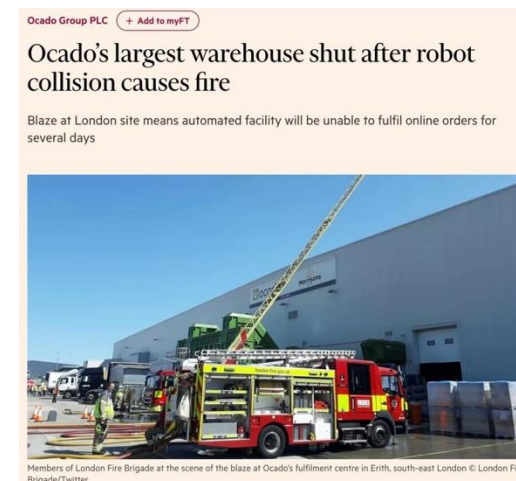 Ocado Group PLC + Add to myFT
Ocado's largest warehouse shut after robot
collision causes fire
Blaze at London site means automated facility will be unable to fulfil online orders for
several days
Morrisons
Members of London Fire Brigade at the scene of the blaze at Ocado's fulfilment centre in Erith, south-east London © London Fi
Brigade/Twitter